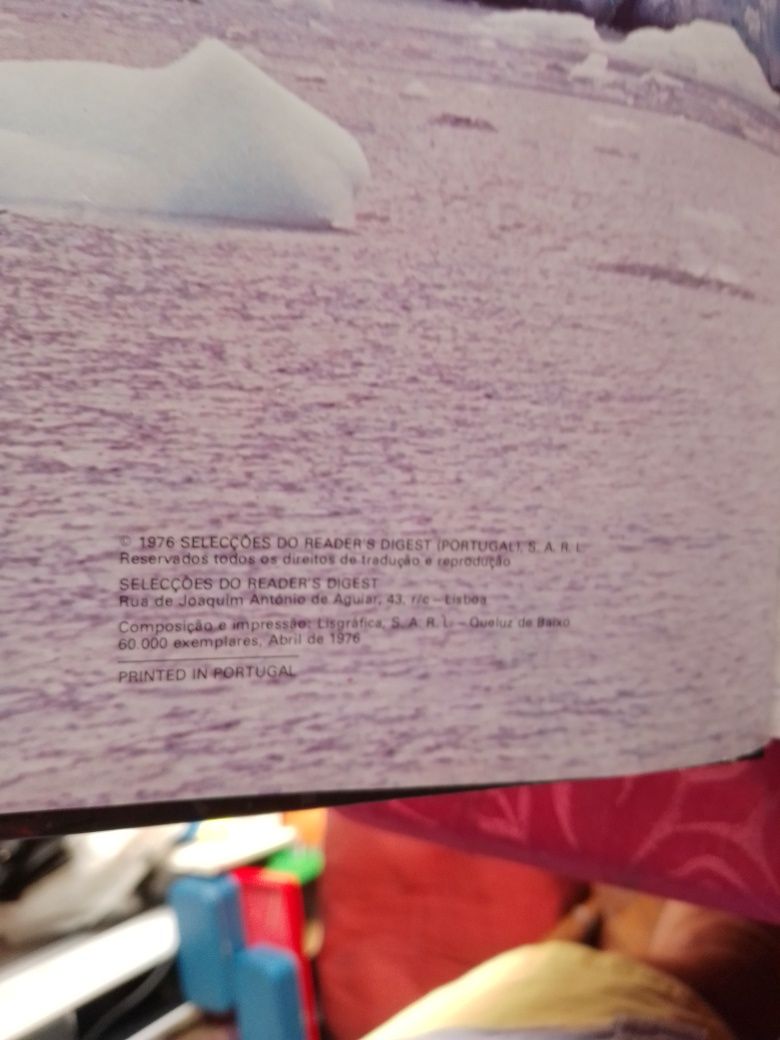 © 1976 SELECÇÕES DO READER'S DIGEST (PORTUGAL), S. A. R. L.
Reservados todos os direitos de tradução e reprodução
SELECÇÕES DO READER'S DIGEST
Rua de Joaquim António de Aguiar, 43, r/c – Lisboa
Composição e impressão: Lisgráfica, S. A. R. L. – Queluz de Baixo
60 000 exemplares, Abril de 1976
PRINTED IN PORTUGAL